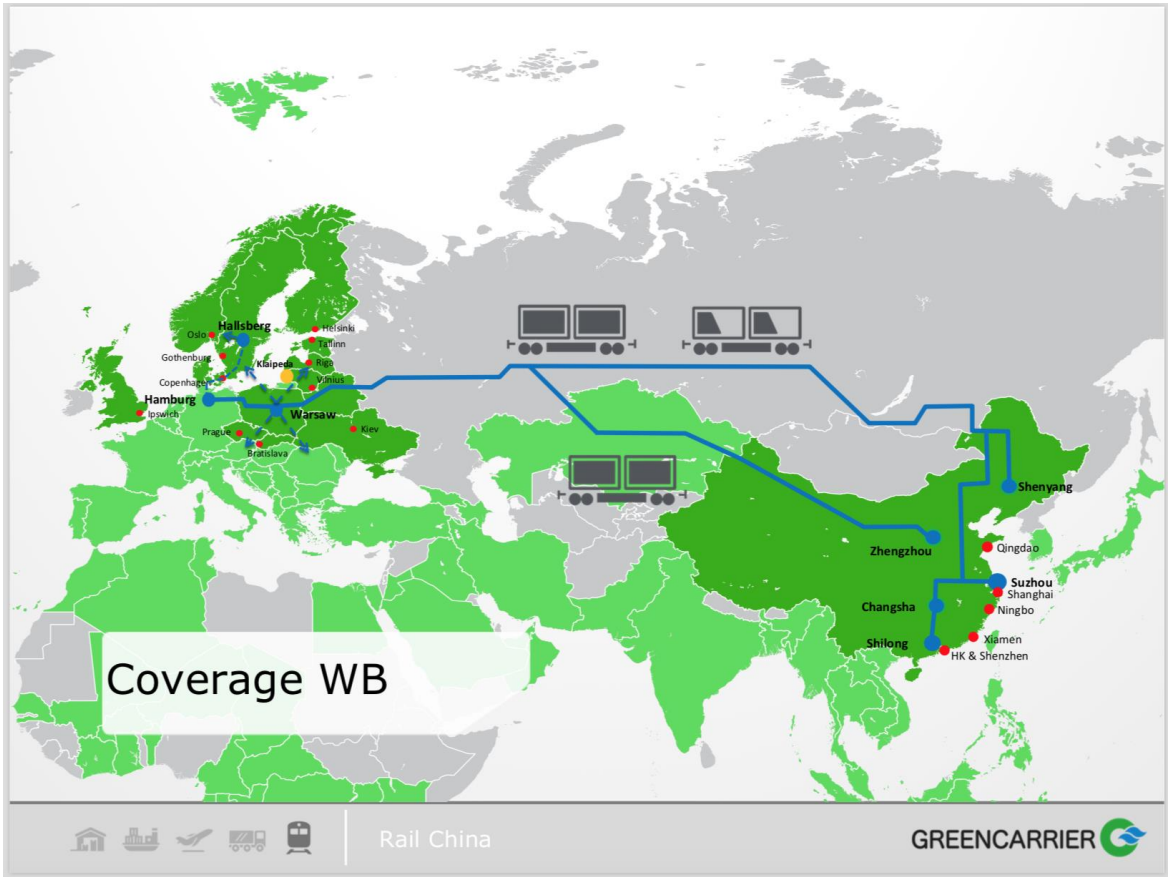 Hallsberg
Oslo
Helsinki
Tallinn
Gothenburg
Klaipeda
Riga
Vilnius
Copenhagen
Hamburg
Ipswich
Warsaw
Prague
Kiev
Bratislava
Shenyang
Zhengzhou
Qingdao
Suzhou
Shanghai
Changsha
Ningbo
Xiamen
Shilong
HK & Shenzhen
Coverage WB
Rail China
GREENCARRIER